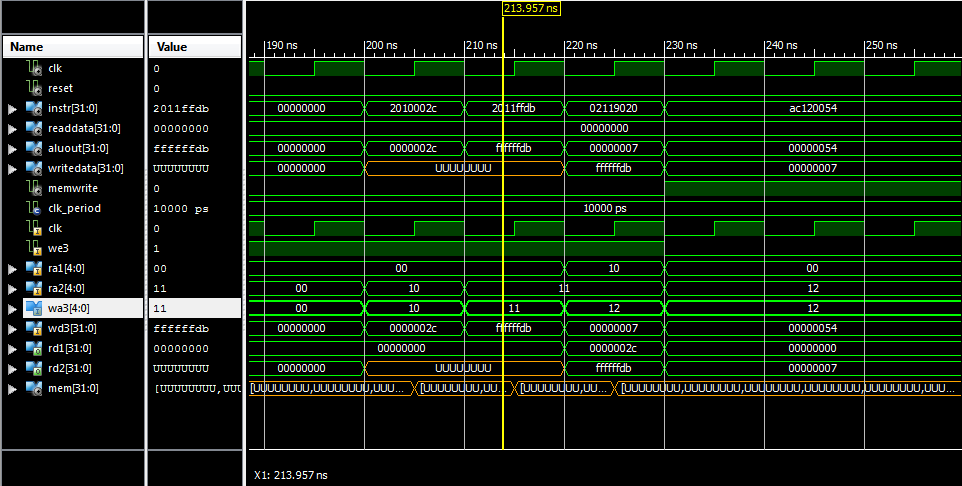 213.957 ns
Name Value 190 ns 200 ns 210 ns 220 ns 230 ns 240 ns 250 ns
clk 0
reset 0
instr[31:0] 2011ffdb 00000000 2010002c 2011ffdb 02119020 ac120054
readdata[31:0] 00000000 00000000
aluout[31:0] ffffffdb 00000000 0000002c ffffffdb 00000007 00000054
writedata[31:0] UUUUUUUU 00000000 UUUUUUUU ffffffdb 00000007
memwrite 0
clk_period 10000 ps 10000 ps
clk 0
we3 1
ra1[4:0] 00 00 10 00
ra2[4:0] 11 00 10 11 12
wa3[4:0] 11 00 10 11 12 12
wd3[31:0] ffffffdb 00000000 0000002c ffffffdb 00000007 00000054
rd1[31:0] 00000000 00000000 0000002c 00000000
rd2[31:0] UUUUUUUU 00000000 UUUUUUUU ffffffdb 00000007
mem[31:0] [UUUUUUUU,UUU [UUUUUUUU,UUUUUUUU,UUU... [UUUUUUUU,UU... [UUUUUUUU,UU... [UUUUUUUU,UUUUUUUU,UUUUUUUU,UUUUUUUU,UUUUUUUU,UUU...
X1: 213.957 ns